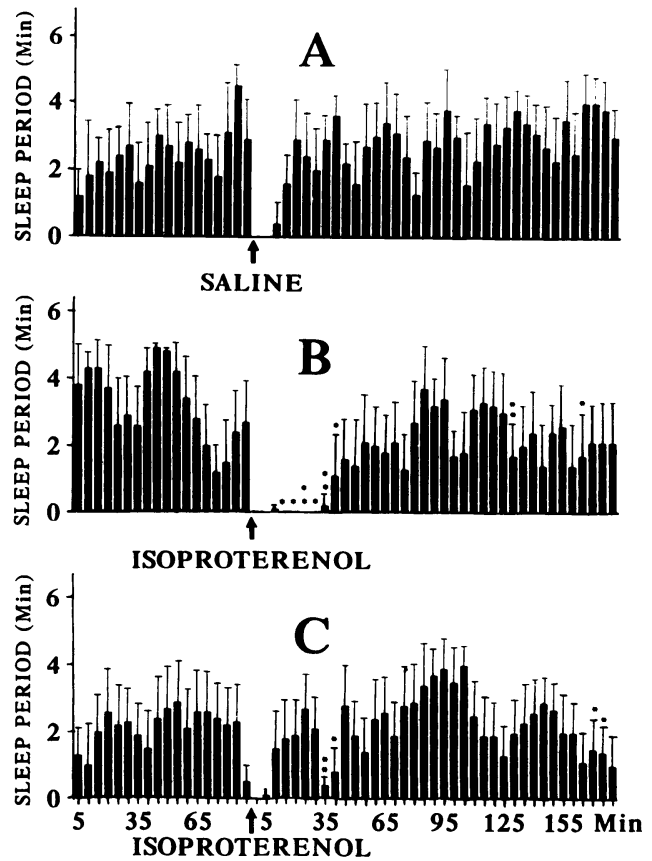 SLEEP PERIOD (Min)
6
4
2
0
A
SALINE
SLEEP PERIOD (Min)
6
4
2
0
B
ISOPROTERENOL
SLEEP PERIOD (Min)
6
4
2
0
C
5 35 65 5 35 65 95 125 155 Min
ISOPROTERENOL